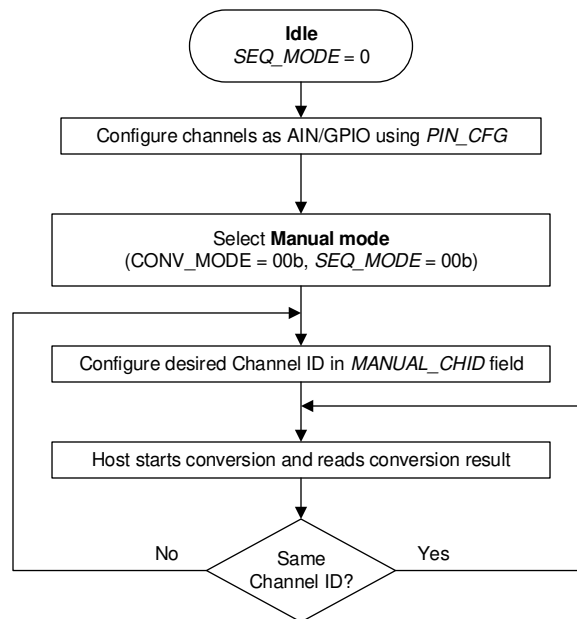 Idle
SEQ_MODE = 0
Configure channels as AIN/GPIO using PIN_CFG
Select Manual mode
(CONV_MODE = 00b, SEQ_MODE = 00b)
Configure desired Channel ID in MANUAL_CHID field
Host starts conversion and reads conversion result
No
Same
Channel ID?
Yes